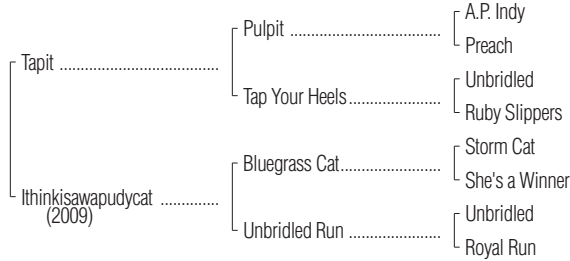 A.P. Indy
Pulpit ....................................
Preach
Tapit ..........................................
Unbridled
Tap Your Heels........................
Ruby Slippers
Storm Cat
Bluegrass Cat..........................
She's a Winner
Ithinkisawapudycat ...............
(2009)
Unbridled
Unbridled Run .........................
Royal Run